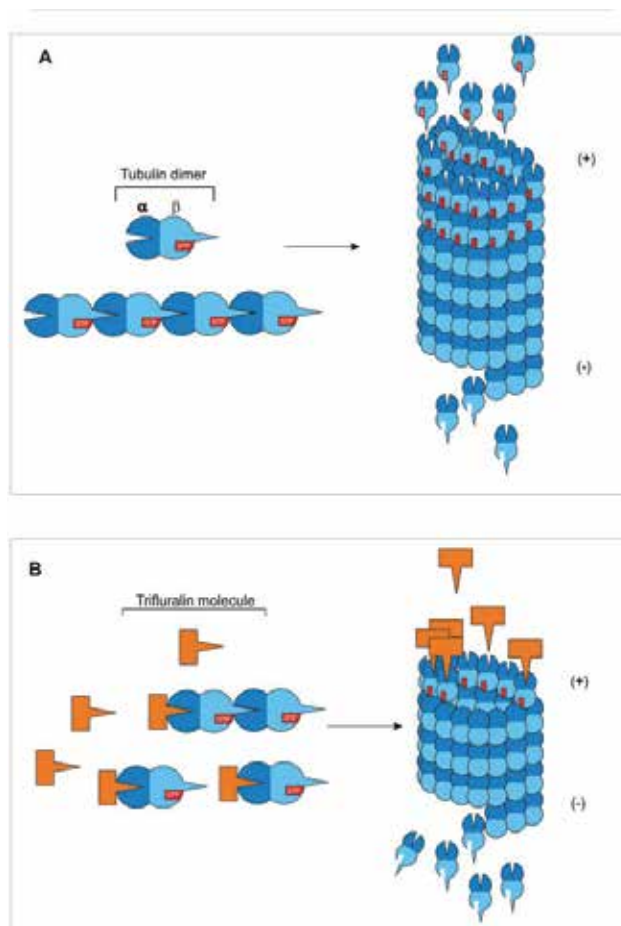 A
Tubulin dimer
α β
(+)
(-)
B
Trifluralin molecule
(+)
(-)